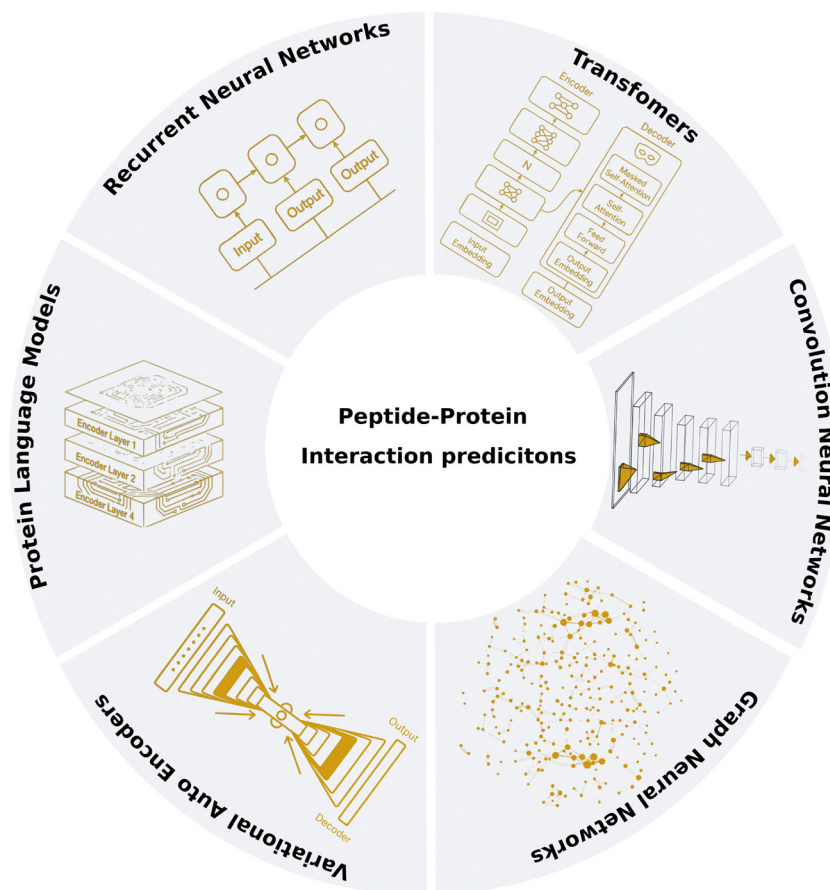 Recurrent Neural Networks
Input
Output
Output
Transfomers
Encoder
N
Input
Embedding
Decoder
Masked
Self-Attention
Self-
Attention
Feed
Forward
Output
Embedding
Output
Embedding
Convolution Neural Networks
Graph Neural Networks
Variational Auto Encoders
Input
Output
Decoder
Protein Language Models
Encoder Layer 1
Encoder Layer 2
Encoder Layer 4
Peptide-Protein
Interaction predicitons